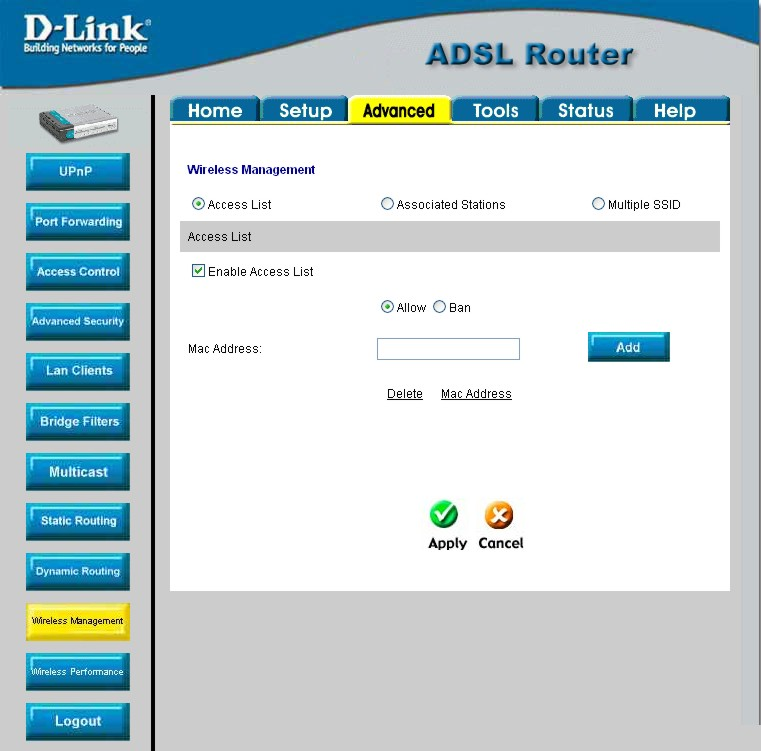 D-Link®
Building Networks for People
ADSL Router
Home Setup Advanced Tools Status Help
UPnP
Port Forwarding
Access Control
Advanced Security
Lan Clients
Bridge Filters
Multicast
Static Routing
Dynamic Routing
Wireless Management
Wireless Performance
Logout
Wireless Management
Access List Associated Stations Multiple SSID
Access List
Enable Access List
Allow Ban
Mac Address: Add
Delete Mac Address
Apply Cancel